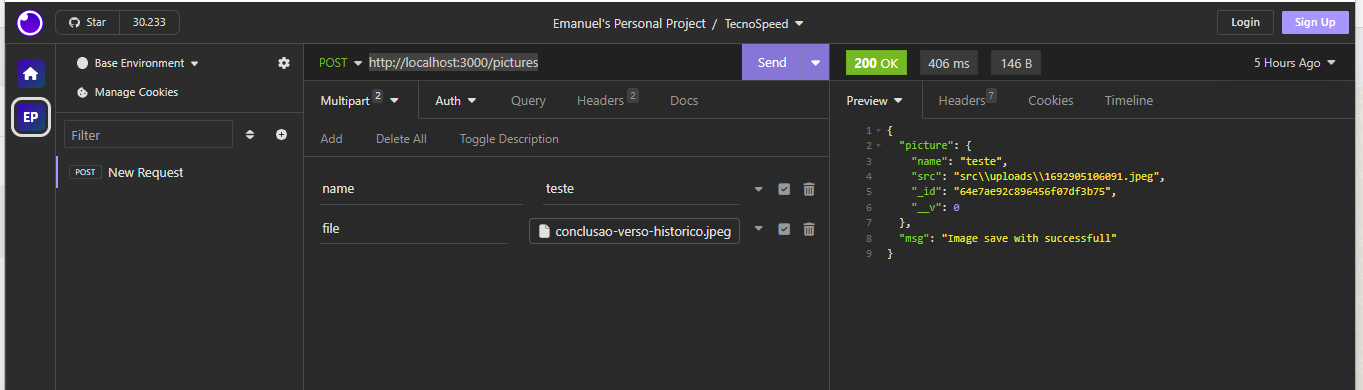 Star 30.233
Emanuel's Personal Project / TecnoSpeed
Login
Sign Up
EP
Base Environment
Manage Cookies
Filter
POST New Request
POST http://localhost:3000/pictures
Send
Multipart 2 Auth Query Headers 2 Docs
Add Delete All Toggle Description
name teste
file conclusao-verso-historico.jpeg
200 OK 406 ms 146 B 5 Hours Ago
Preview Headers 7 Cookies Timeline
1 {
2 "picture": {
3 "name": "teste",
4 "src": "src\\uploads\\1692905106091.jpeg",
5 "_id": "64e7ae92c896456f07df3b75",
6 "__v": 0
7 },
8 "msg": "Image save with successfull"
9 }